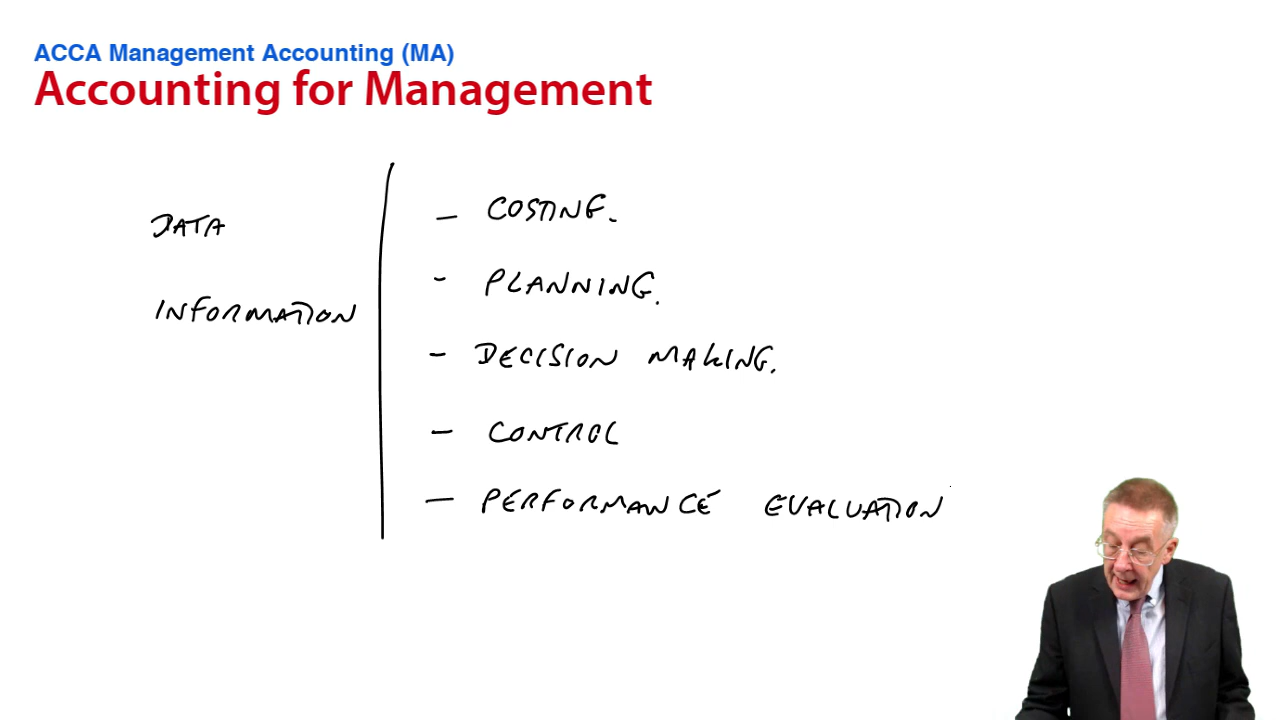 ACCA Management Accounting (MA)
Accounting for Management
DATA
INFORMATION
- COSTING.
- PLANNING.
- DECISION MAKING.
- CONTROL
- PERFORMANCE EVALUATION